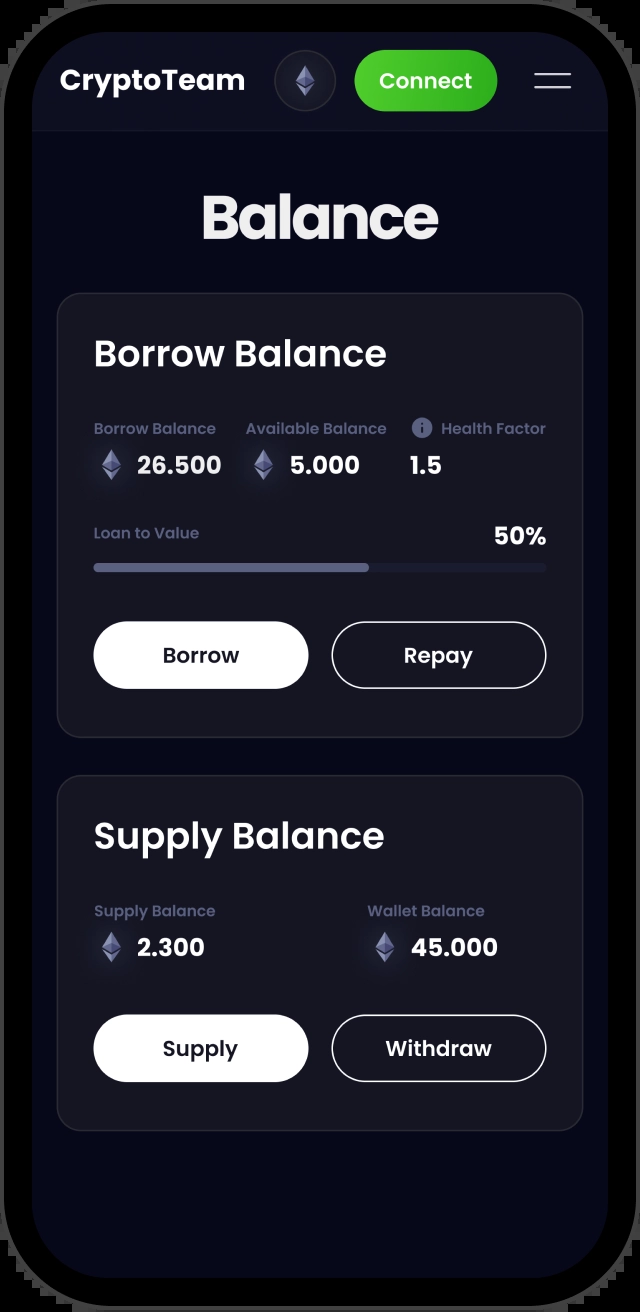 CryptoTeam Connect
Balance
Borrow Balance
Borrow Balance Available Balance Health Factor
26.500 5.000 1.5
Loan to Value 50%
Borrow Repay
Supply Balance
Supply Balance Wallet Balance
2.300 45.000
Supply Withdraw